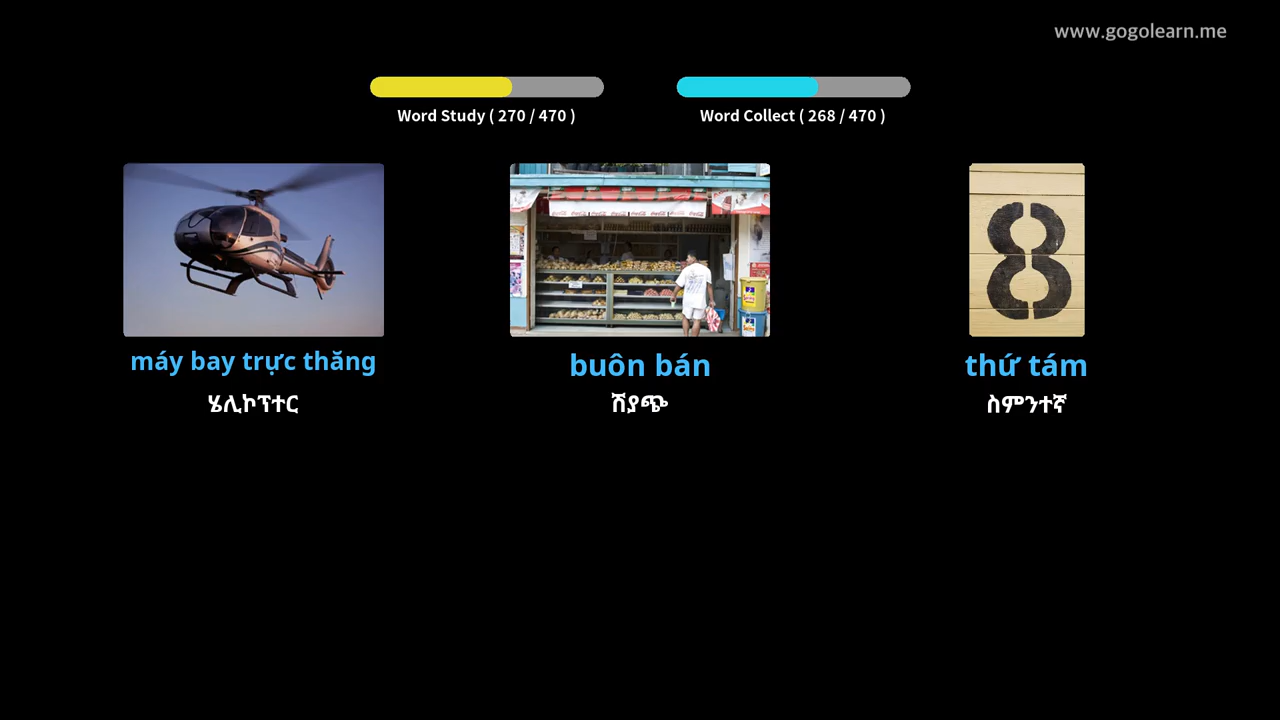 www.gogolearn.me
Word Study ( 270 / 470 )
Word Collect ( 268 / 470 )
8
máy bay trực thăng
buôn bán
thứ tám
ሄሊኮፕተር
ሽያጭ
ስምንተኛ